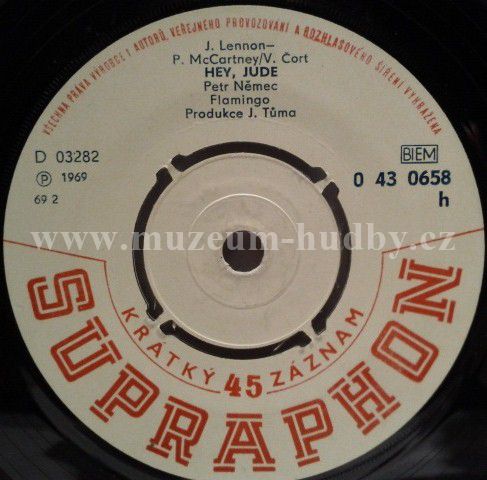 VŠECHNA PRÁVA VÝROBCE I AUTORŮ, VEŘEJNÉHO PROVOZOVÁNÍ A ROZHLASOVÉHO ŠÍŘENÍ VYHRAŽENA
J. Lennon–
P. McCartney/V. Čort
HEY, JUDE
Petr Němec
Flamingo
Produkce J. Tůma
D 03282
BIEM
Ⓟ 1969
0 43 0658
69 2
h
www.muzeum-hudby.cz
KRÁTKÝ 45 ZÁZNAM
SUPRAPHON